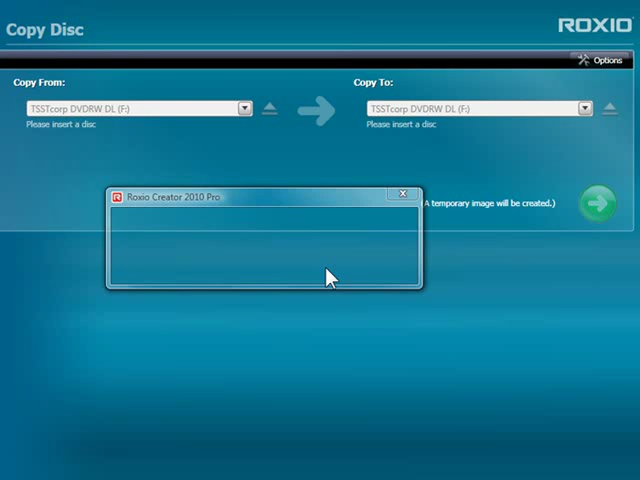 Copy Disc
ROXIO
Options
Copy From:
Copy To:
TSSTcorp DVDRW DL (F:)
TSSTcorp DVDRW DL (F:)
Please insert a disc
Please insert a disc
Roxio Creator 2010 Pro
(A temporary image will be created.)